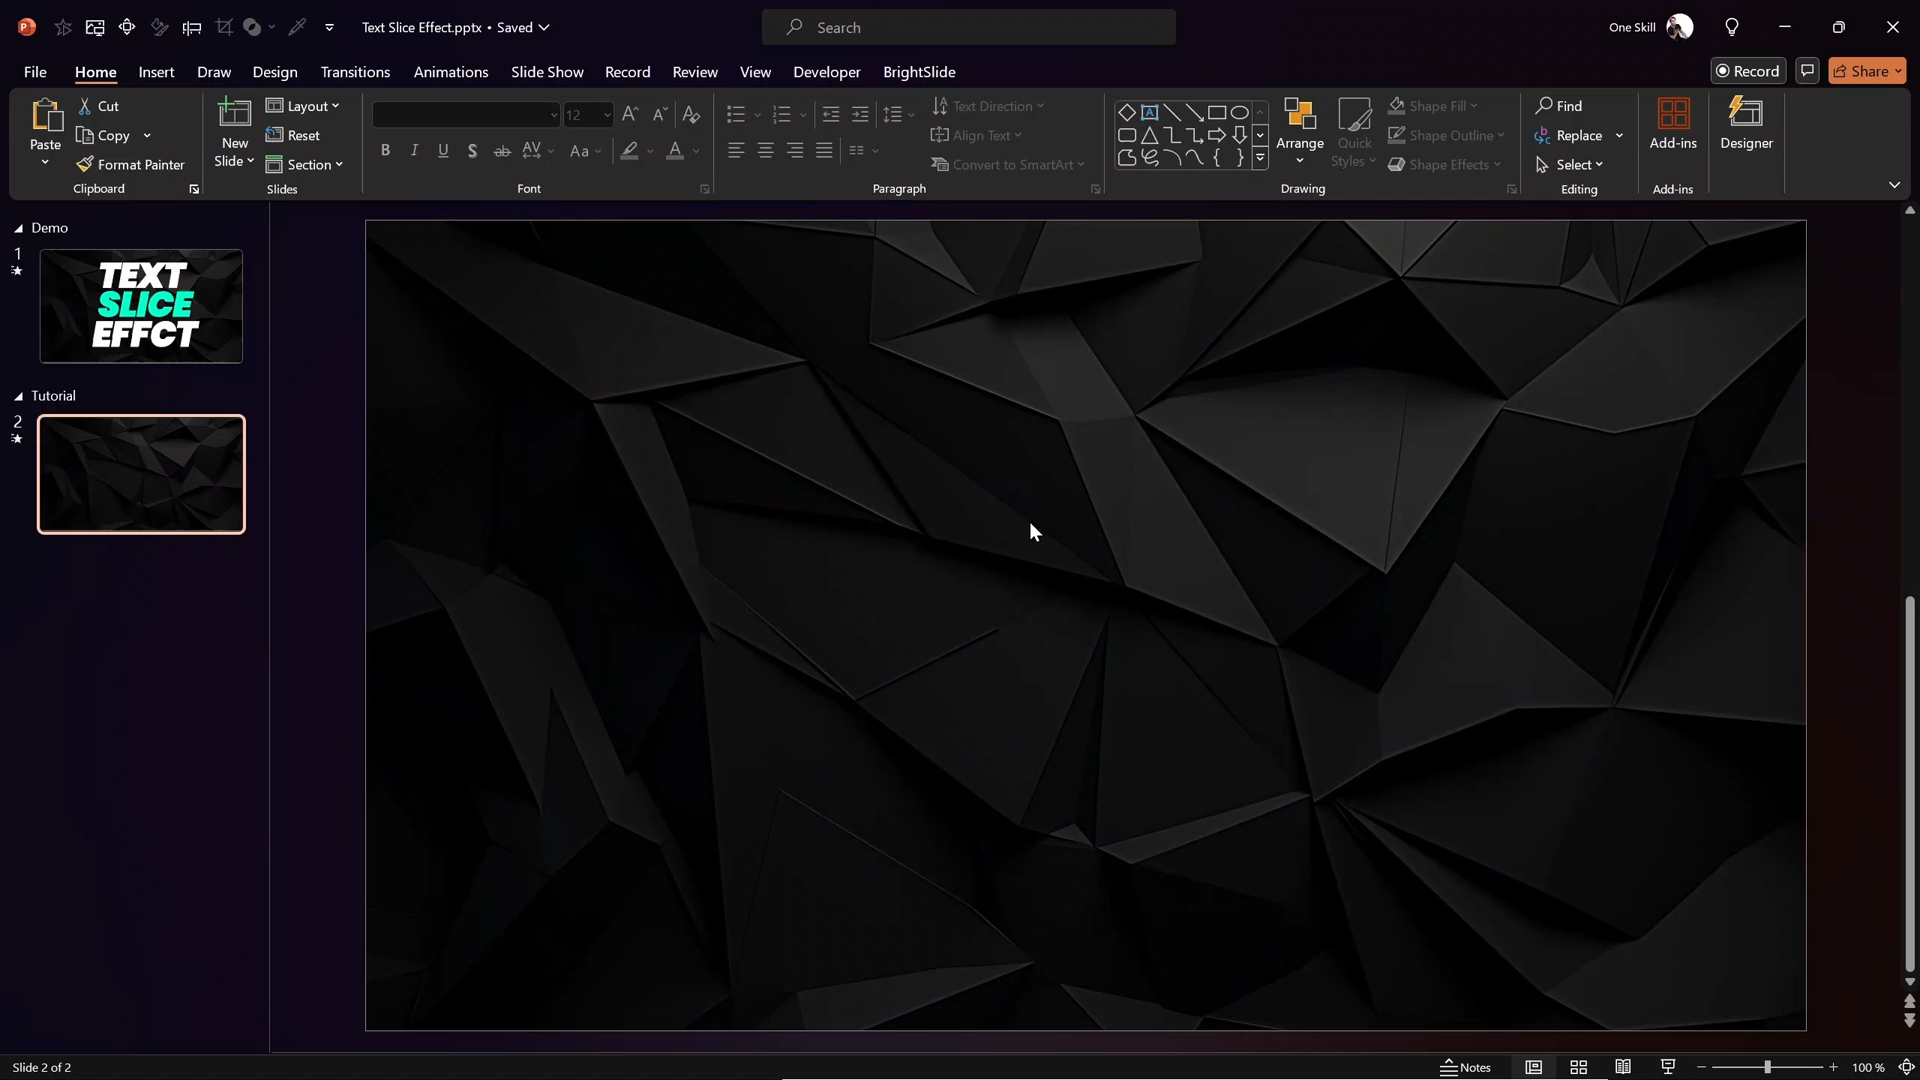 Text Slice Effect.pptx • Saved
Search
One Skill
File Home Insert Draw Design Transitions Animations Slide Show Record Review View Developer BrightSlide
Record
Share
Paste
Cut
Copy
Format Painter
Clipboard
New
Slide
Layout
Reset
Section
Slides
12
B I U S ab AV Aa A
Font
Text Direction
Align Text
Convert to SmartArt
Paragraph
Arrange
Quick
Styles
Shape Fill
Shape Outline
Shape Effects
Drawing
Find
Replace
Select
Editing
Add-ins
Add-ins
Designer
Demo
1
TEXT
SLICE
EFFCT
Tutorial
2
Slide 2 of 2
Notes
100 %